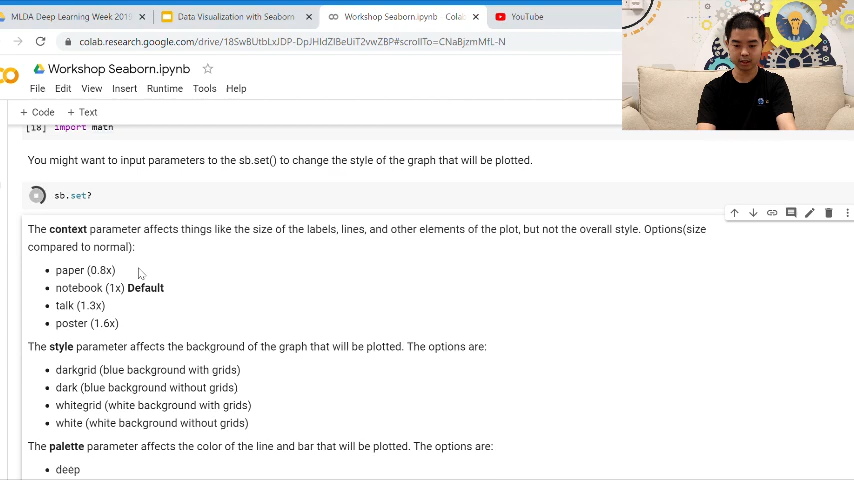 MLDA Deep Learning Week 2019
Data Visualization with Seaborn
Workshop Seaborn.ipynb - Colab
YouTube
colab.research.google.com/drive/18SwBUtbLxJDP-DpJHIdZlBeUiT2vwZBP#scrollTo=CNaBjzmMfL-N
Workshop Seaborn.ipynb
File Edit View Insert Runtime Tools Help
+ Code + Text
[18] import math
You might want to input parameters to the sb.set() to change the style of the graph that will be plotted.
sb.set?
The context parameter affects things like the size of the labels, lines, and other elements of the plot, but not the overall style. Options(size
compared to normal):
• paper (0.8x)
• notebook (1x) Default
• talk (1.3x)
• poster (1.6x)
The style parameter affects the background of the graph that will be plotted. The options are:
• darkgrid (blue background with grids)
• dark (blue background without grids)
• whitegrid (white background with grids)
• white (white background without grids)
The palette parameter affects the color of the line and bar that will be plotted. The options are:
• deep